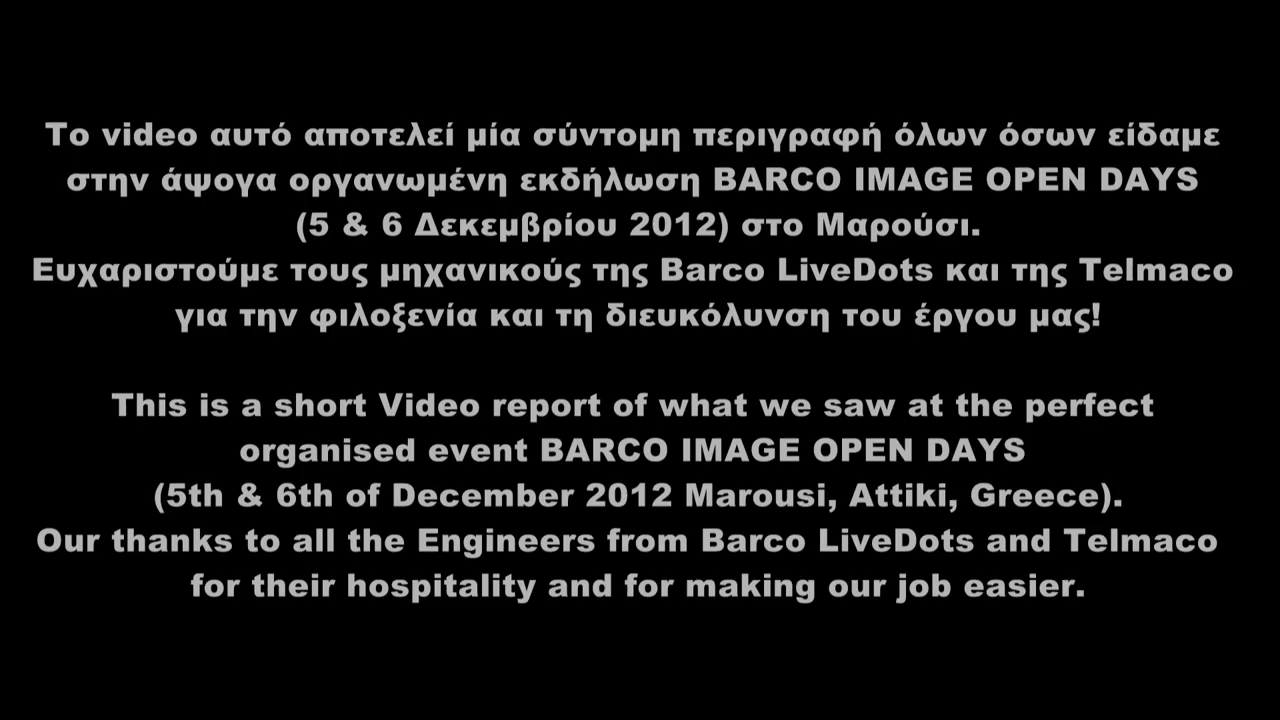 Το video αυτό αποτελεί μία σύντομη περιγραφή όλων όσων είδαμε
στην άψογα οργανωμένη εκδήλωση BARCO IMAGE OPEN DAYS
(5 & 6 Δεκεμβρίου 2012) στο Μαρούσι.
Ευχαριστούμε τους μηχανικούς της Barco LiveDots και της Telmaco
για την φιλοξενία και τη διευκόλυνση του έργου μας!
This is a short Video report of what we saw at the perfect
organised event BARCO IMAGE OPEN DAYS
(5th & 6th of December 2012 Marousi, Attiki, Greece).
Our thanks to all the Engineers from Barco LiveDots and Telmaco
for their hospitality and for making our job easier.